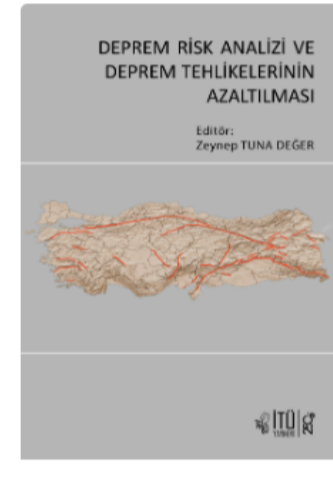 DEPREM RİSK ANALİZİ VE
DEPREM TEHLİKELERİNİN
AZALTILMASI
Editör:
Zeynep TUNA DEĞER
İTÜ